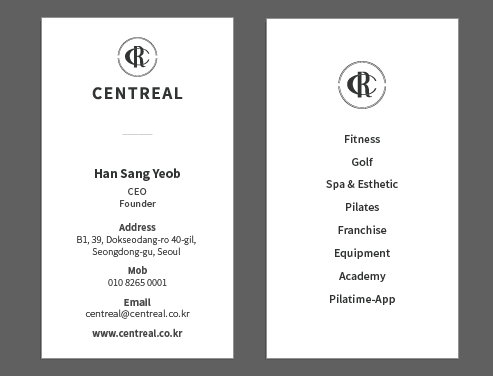 CR
CENTREAL
Han Sang Yeob
CEO
Founder
Address
B1, 39, Dokseodang-ro 40-gil,
Seongdong-gu, Seoul
Mob
010 8265 0001
Email
centreal@centreal.co.kr
www.centreal.co.kr
CR
Fitness
Golf
Spa & Esthetic
Pilates
Franchise
Equipment
Academy
Pilatime-App